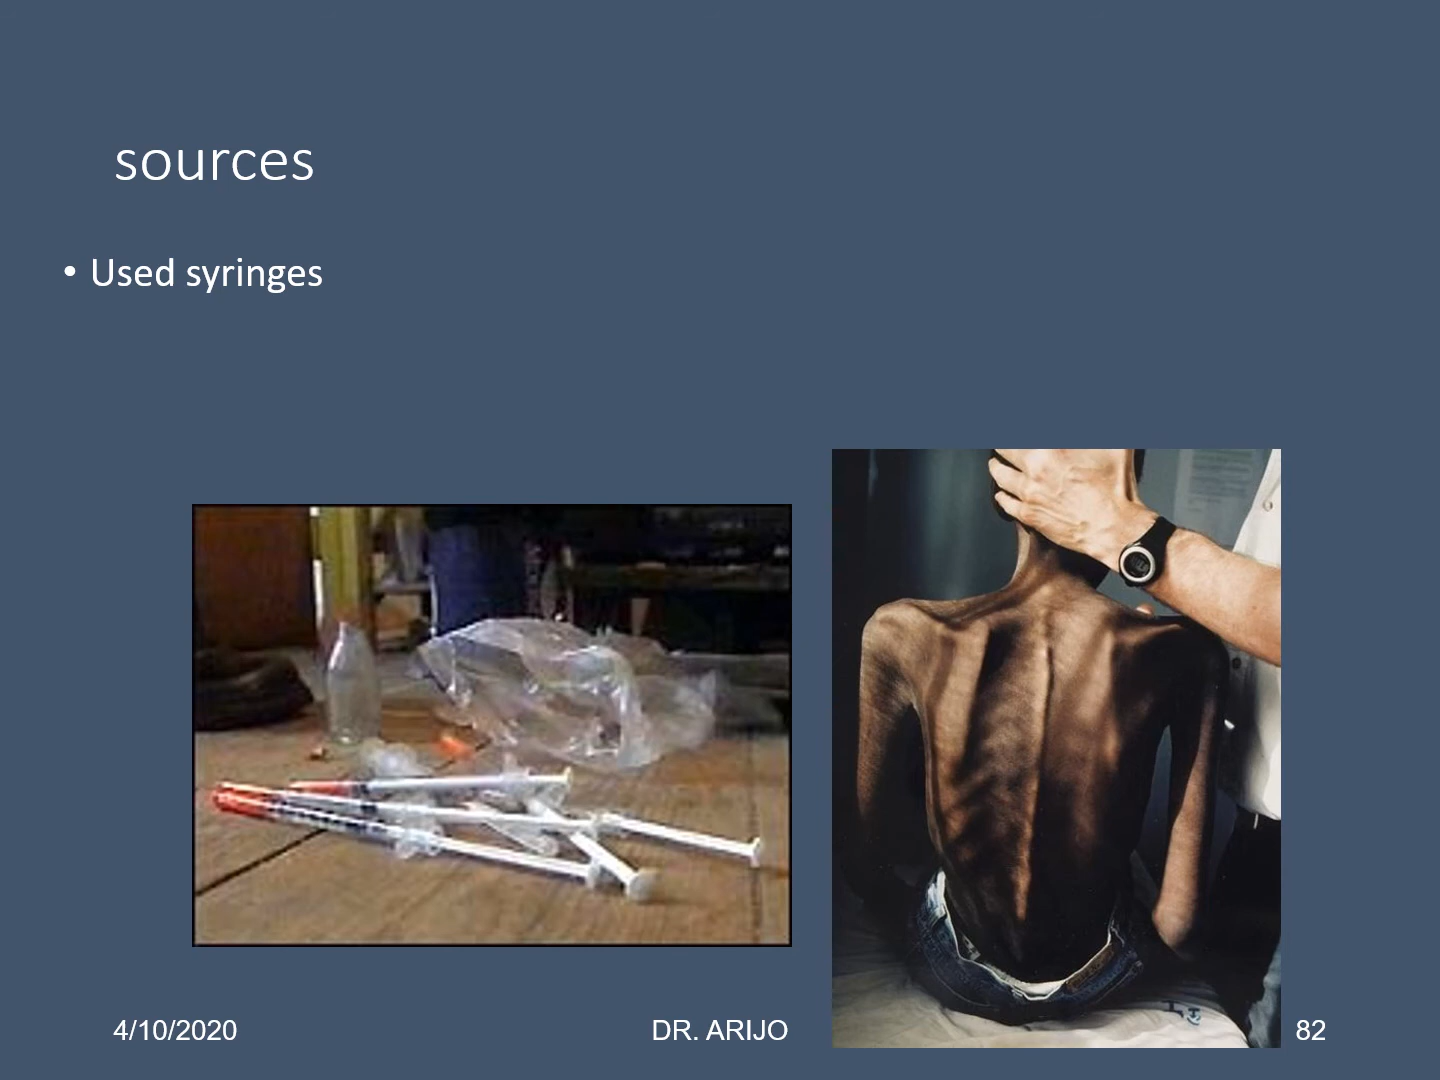 sources
• Used syringes
4/10/2020
DR. ARIJO
82